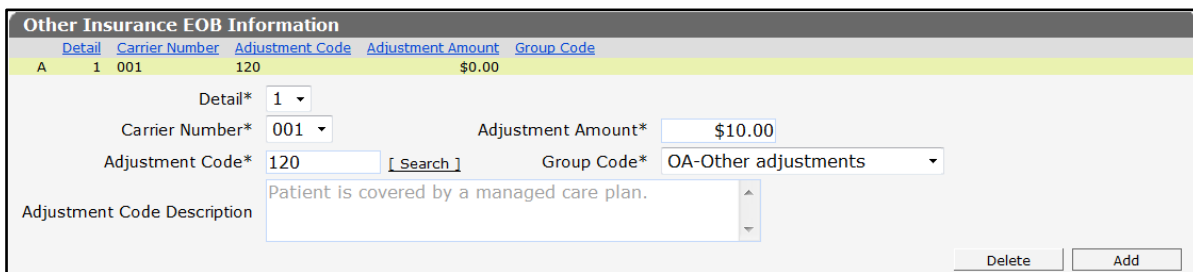 Other Insurance EOB Information
Detail Carrier Number Adjustment Code Adjustment Amount Group Code
A 1 001 120 $0.00
Detail* 1
Carrier Number* 001 Adjustment Amount* $10.00
Adjustment Code* 120 [ Search ] Group Code* OA-Other adjustments
Patient is covered by a managed care plan.
Adjustment Code Description
Delete Add